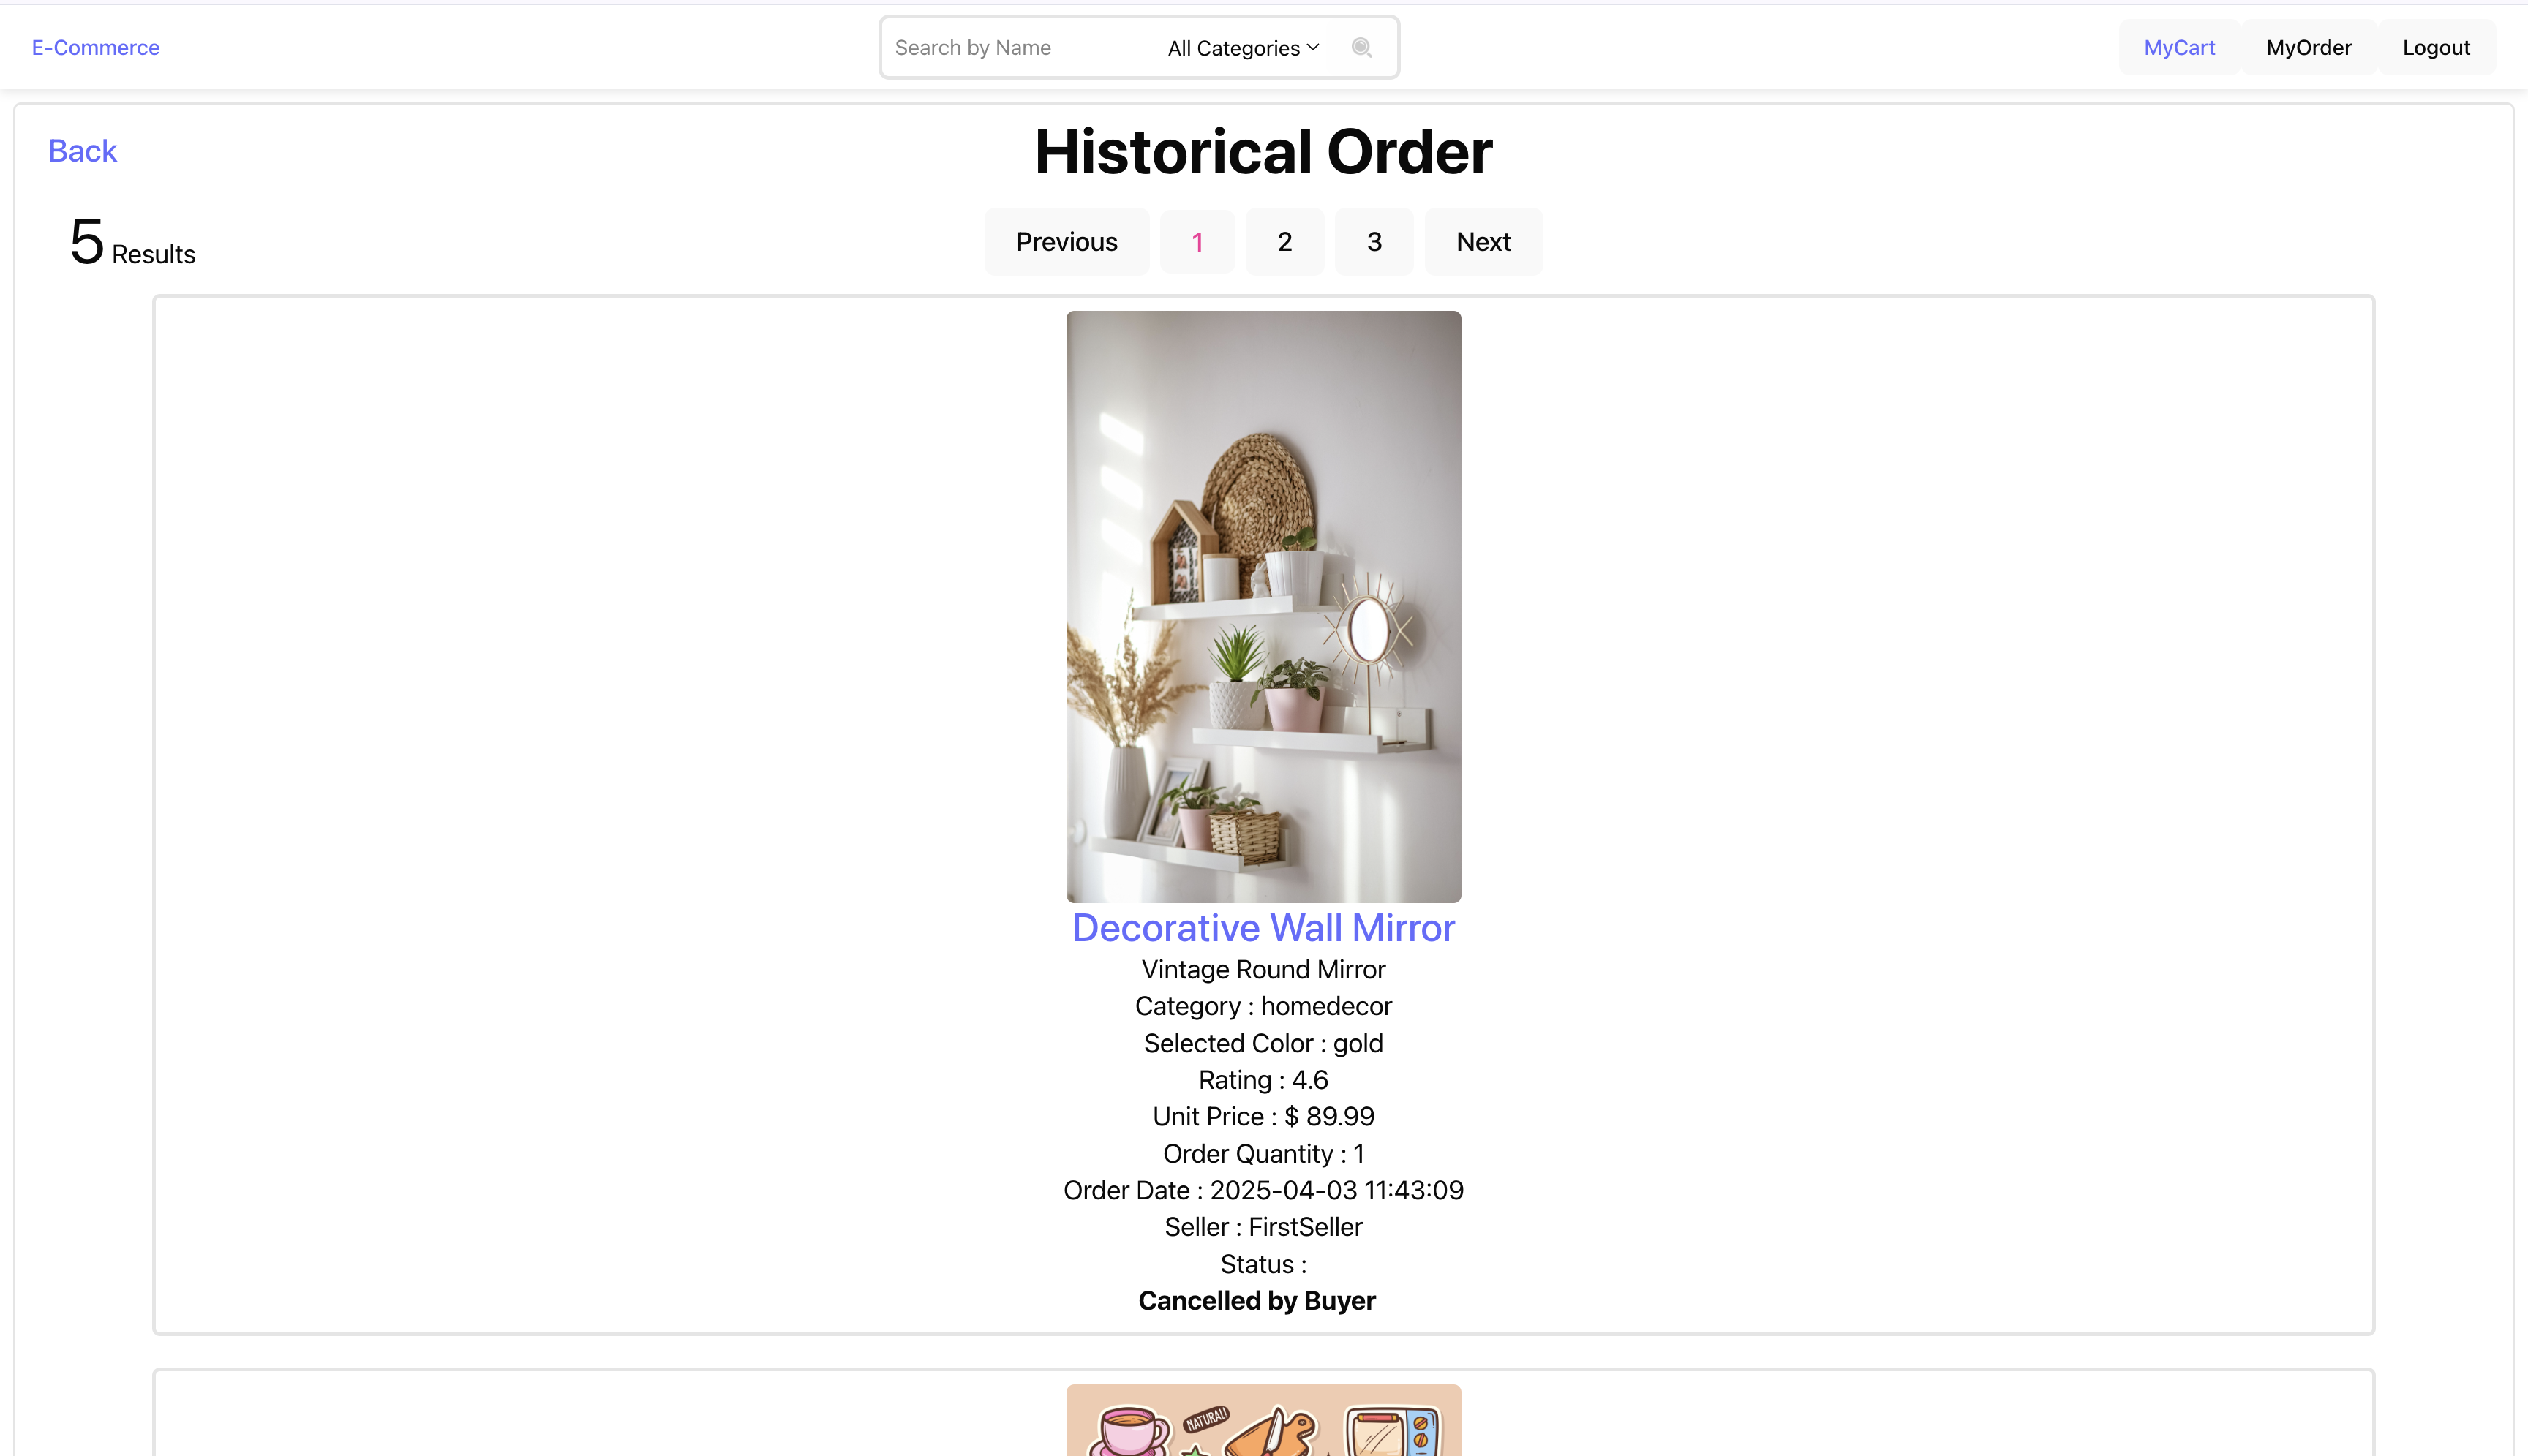 E-Commerce
Search by Name
All Categories
MyCart
MyOrder
Logout
Back
Historical Order
5 Results
Previous
1
2
3
Next
Decorative Wall Mirror
Vintage Round Mirror
Category : homedecor
Selected Color : gold
Rating : 4.6
Unit Price : $ 89.99
Order Quantity : 1
Order Date : 2025-04-03 11:43:09
Seller : FirstSeller
Status :
Cancelled by Buyer
NATURAL!